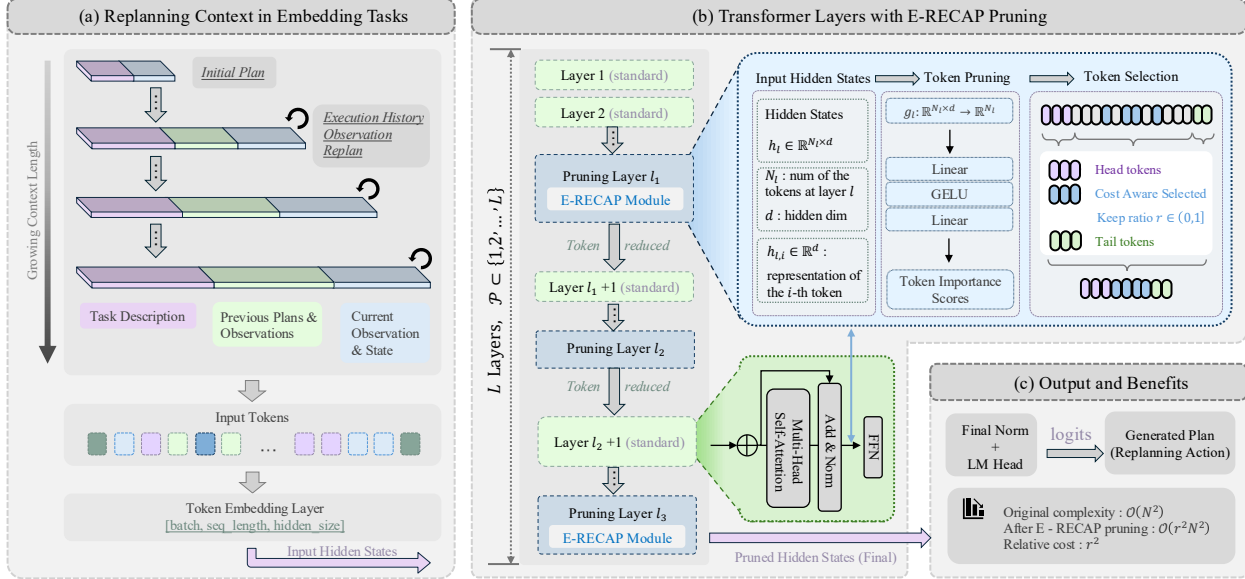 (a) Replanning Context in Embedding Tasks
Growing Context Length
Initial Plan
Execution History
Observation
Replan
Task Description
Previous Plans &
Observations
Current
Observation
& State
Input Tokens
...
Token Embedding Layer
[batch, seq_length, hidden_size]
Input Hidden States
(b) Transformer Layers with E-RECAP Pruning
L Layers, 𝒫 ⊂ {1,2⋯,L}
Layer 1 (standard)
Layer 2 (standard)
Pruning Layer l₁
E-RECAP Module
Token reduced
Layer l₁ +1 (standard)
Pruning Layer l₂
Token reduced
Layer l₂ +1 (standard)
Pruning Layer l₃
E-RECAP Module
Pruned Hidden States (Final)
Input Hidden States
Token Pruning
Token Selection
Hidden States
h_l ∈ ℝ^{N_l×d}
N_l : num of the
tokens at layer l
d : hidden dim
h_{l,i} ∈ ℝ^d :
representation of
the i-th token
g_l: ℝ^{N_l×d} → ℝ^{N_l}
Linear
GELU
Linear
Token Importance
Scores
Head tokens
Cost Aware Selected
Keep ratio r ∈ (0,1]
Tail tokens
Multi-Head
Self-Attention
Add & Norm
FFN
(c) Output and Benefits
Final Norm
+
LM Head
logits
Generated Plan
(Replanning Action)
Original complexity : 𝒪(N²)
After E - RECAP pruning : 𝒪(r²N²)
Relative cost : r²